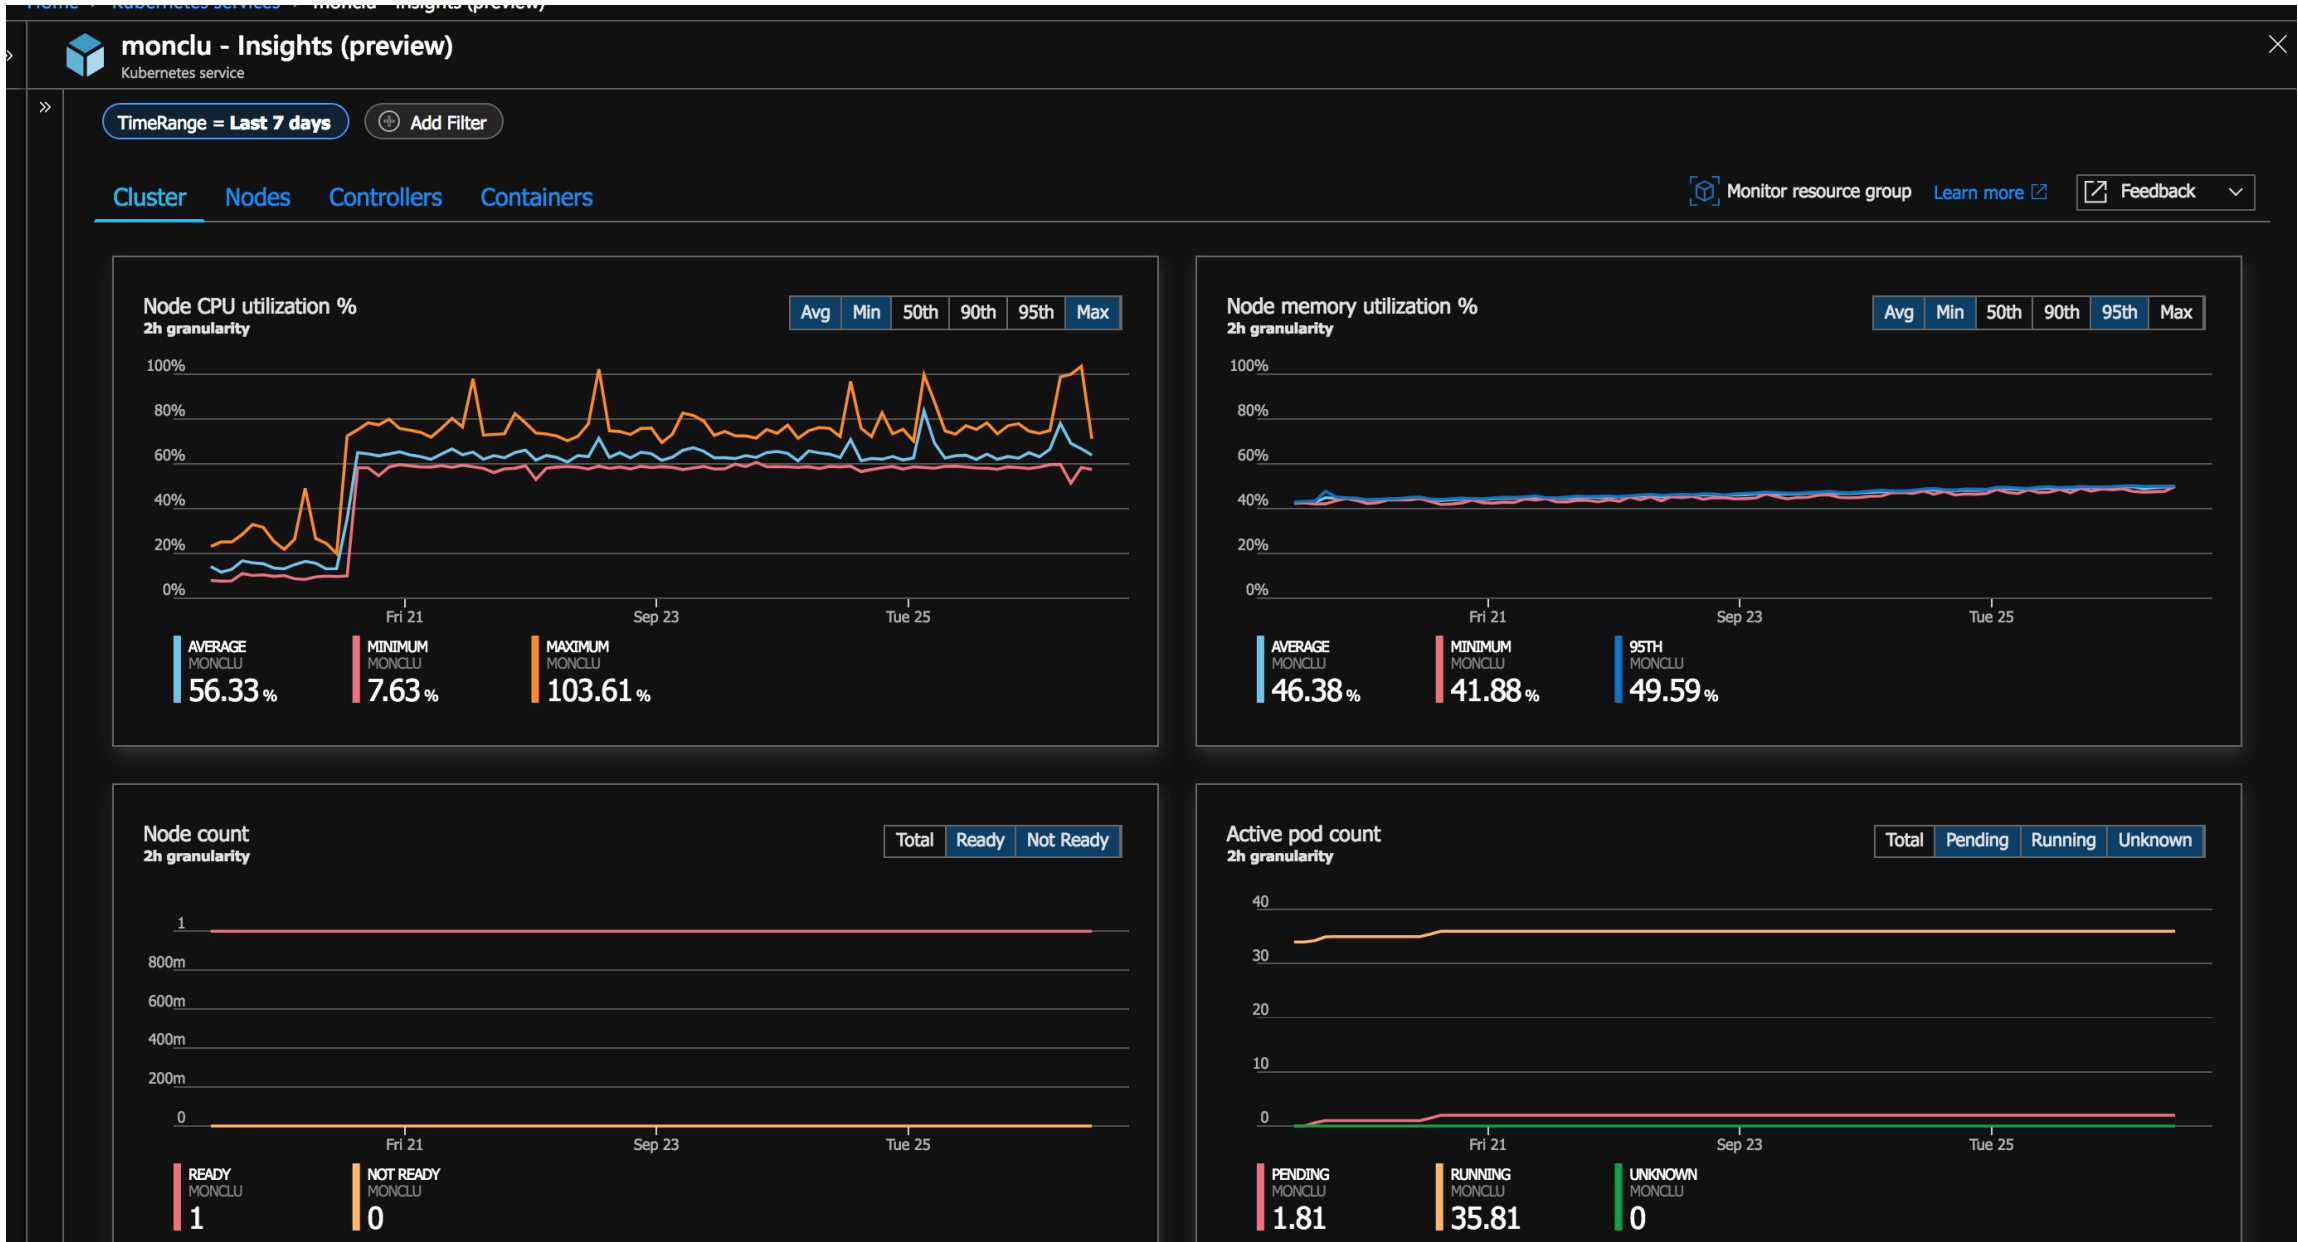 Home > Kubernetes services > monclu - Insights (preview)
monclu - Insights (preview)
Kubernetes service
TimeRange = Last 7 days
Add Filter
Cluster Nodes Controllers Containers
Monitor resource group Learn more Feedback
Node CPU utilization %
2h granularity
Avg Min 50th 90th 95th Max
100%
80%
60%
40%
20%
0%
Fri 21 Sep 23 Tue 25
AVERAGE
MONCLU
56.33 %
MINIMUM
MONCLU
7.63 %
MAXIMUM
MONCLU
103.61 %
Node memory utilization %
2h granularity
Avg Min 50th 90th 95th Max
100%
80%
60%
40%
20%
0%
Fri 21 Sep 23 Tue 25
AVERAGE
MONCLU
46.38 %
MINIMUM
MONCLU
41.88 %
95TH
MONCLU
49.59 %
Node count
2h granularity
Total Ready Not Ready
1
800m
600m
400m
200m
0
Fri 21 Sep 23 Tue 25
READY
MONCLU
1
NOT READY
MONCLU
0
Active pod count
2h granularity
Total Pending Running Unknown
40
30
20
10
0
Fri 21 Sep 23 Tue 25
PENDING
MONCLU
1.81
RUNNING
MONCLU
35.81
UNKNOWN
MONCLU
0